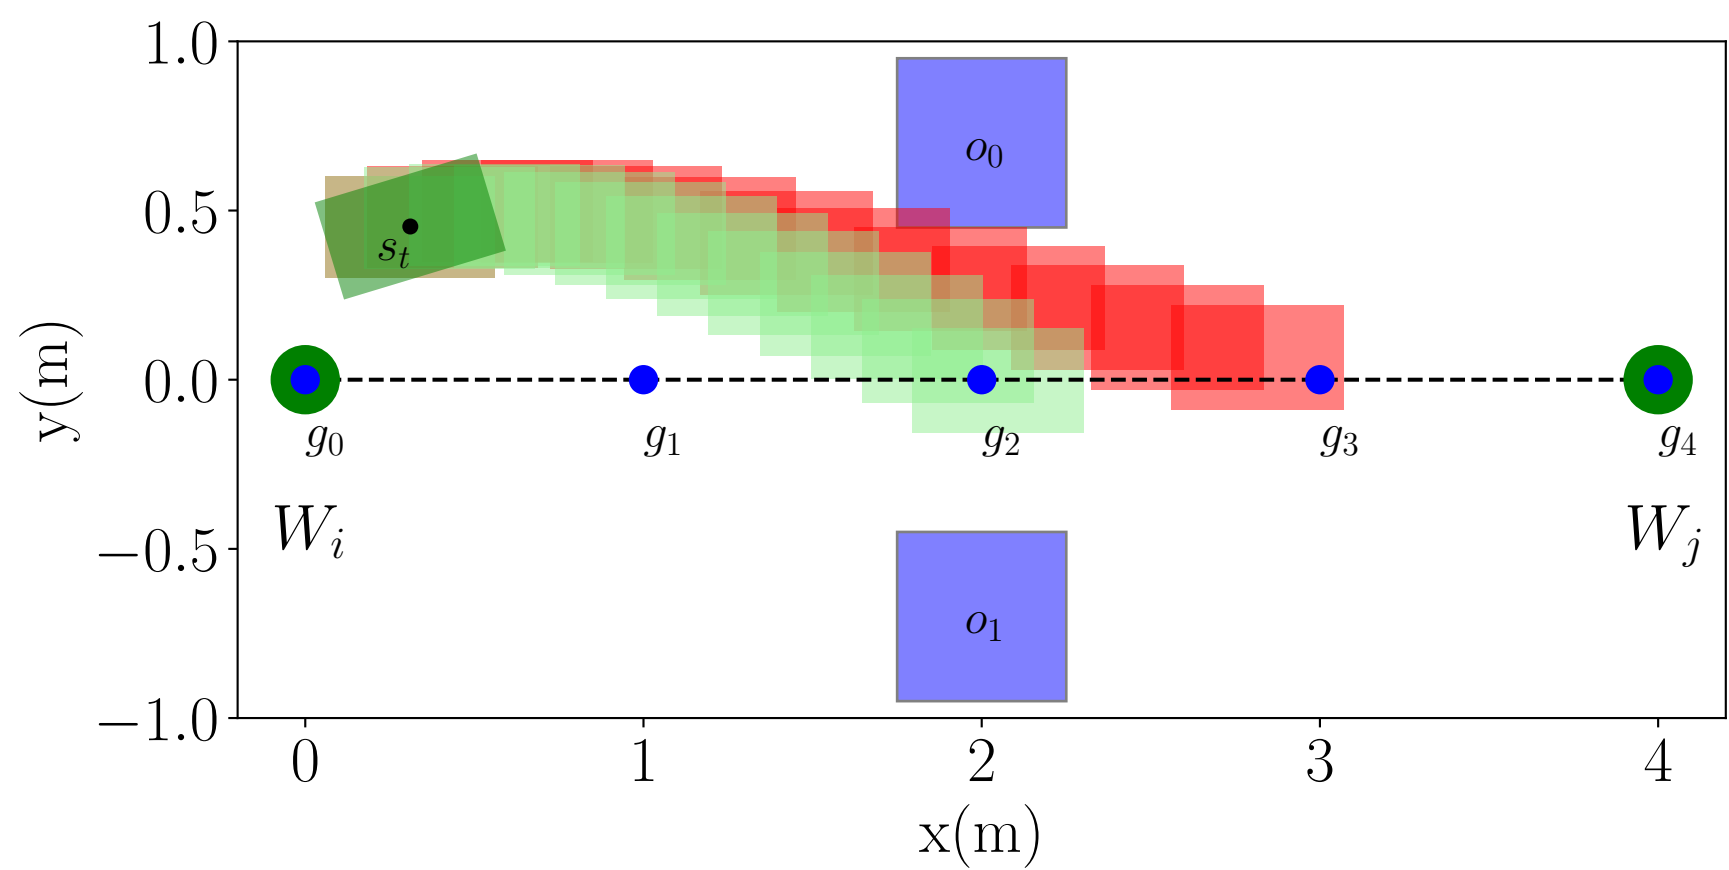 1.0
0.5
0.0
−0.5
−1.0
y(m)
o₀
sₜ
g₀ g₁ g₂ g₃ g₄
Wᵢ Wⱼ
o₁
0 1 2 3 4
x(m)